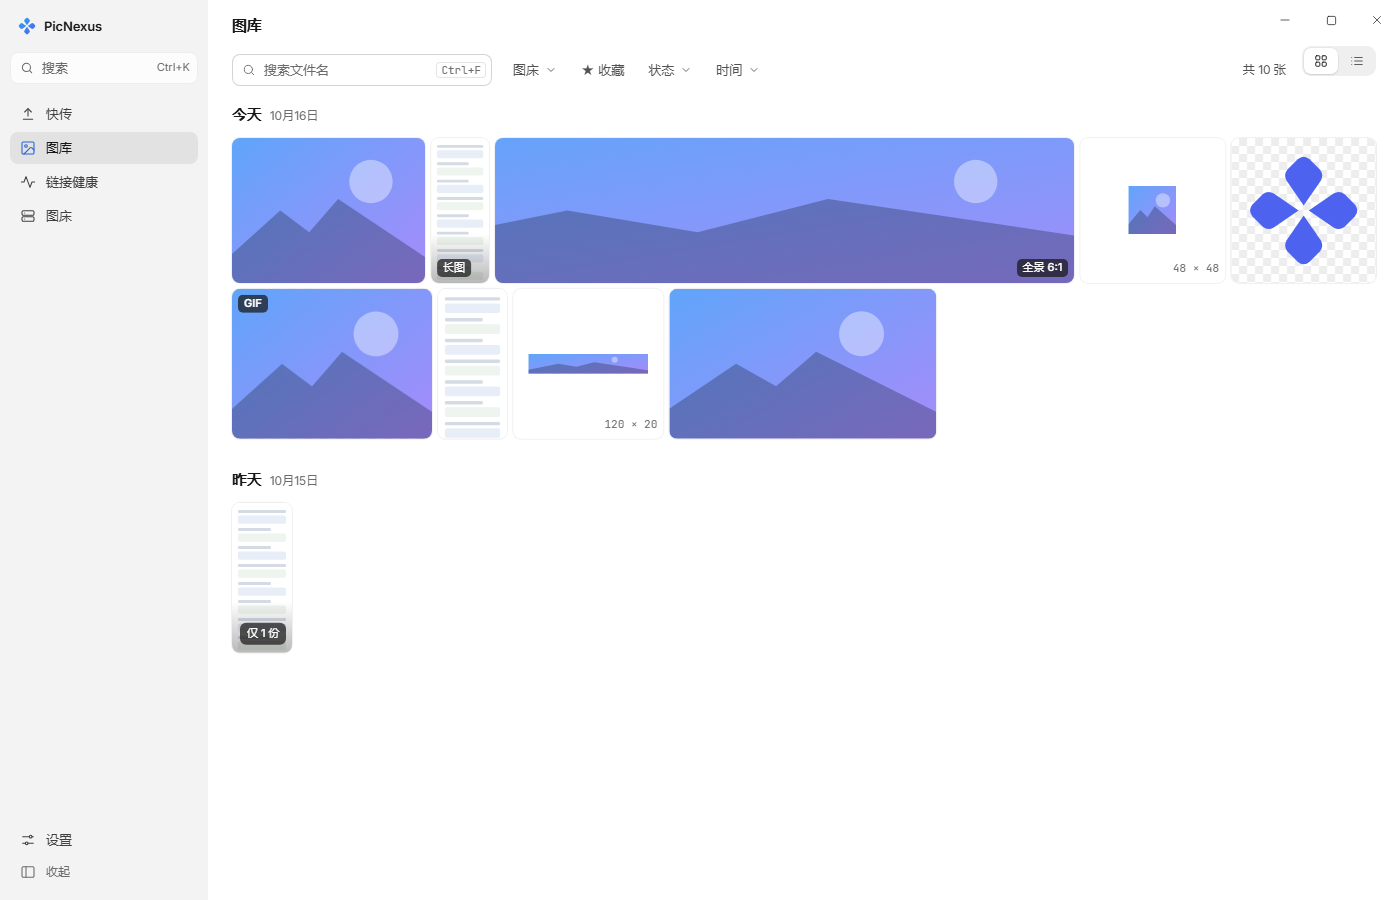 PicNexus
搜索 Ctrl+K
快传
图库
链接健康
图床
设置
收起
图库
搜索文件名 Ctrl+F
图床
★ 收藏
状态
时间
共 10 张
今天 10月16日
长图
全景 6:1
48 × 48
GIF
120 × 20
昨天 10月15日
仅 1 份